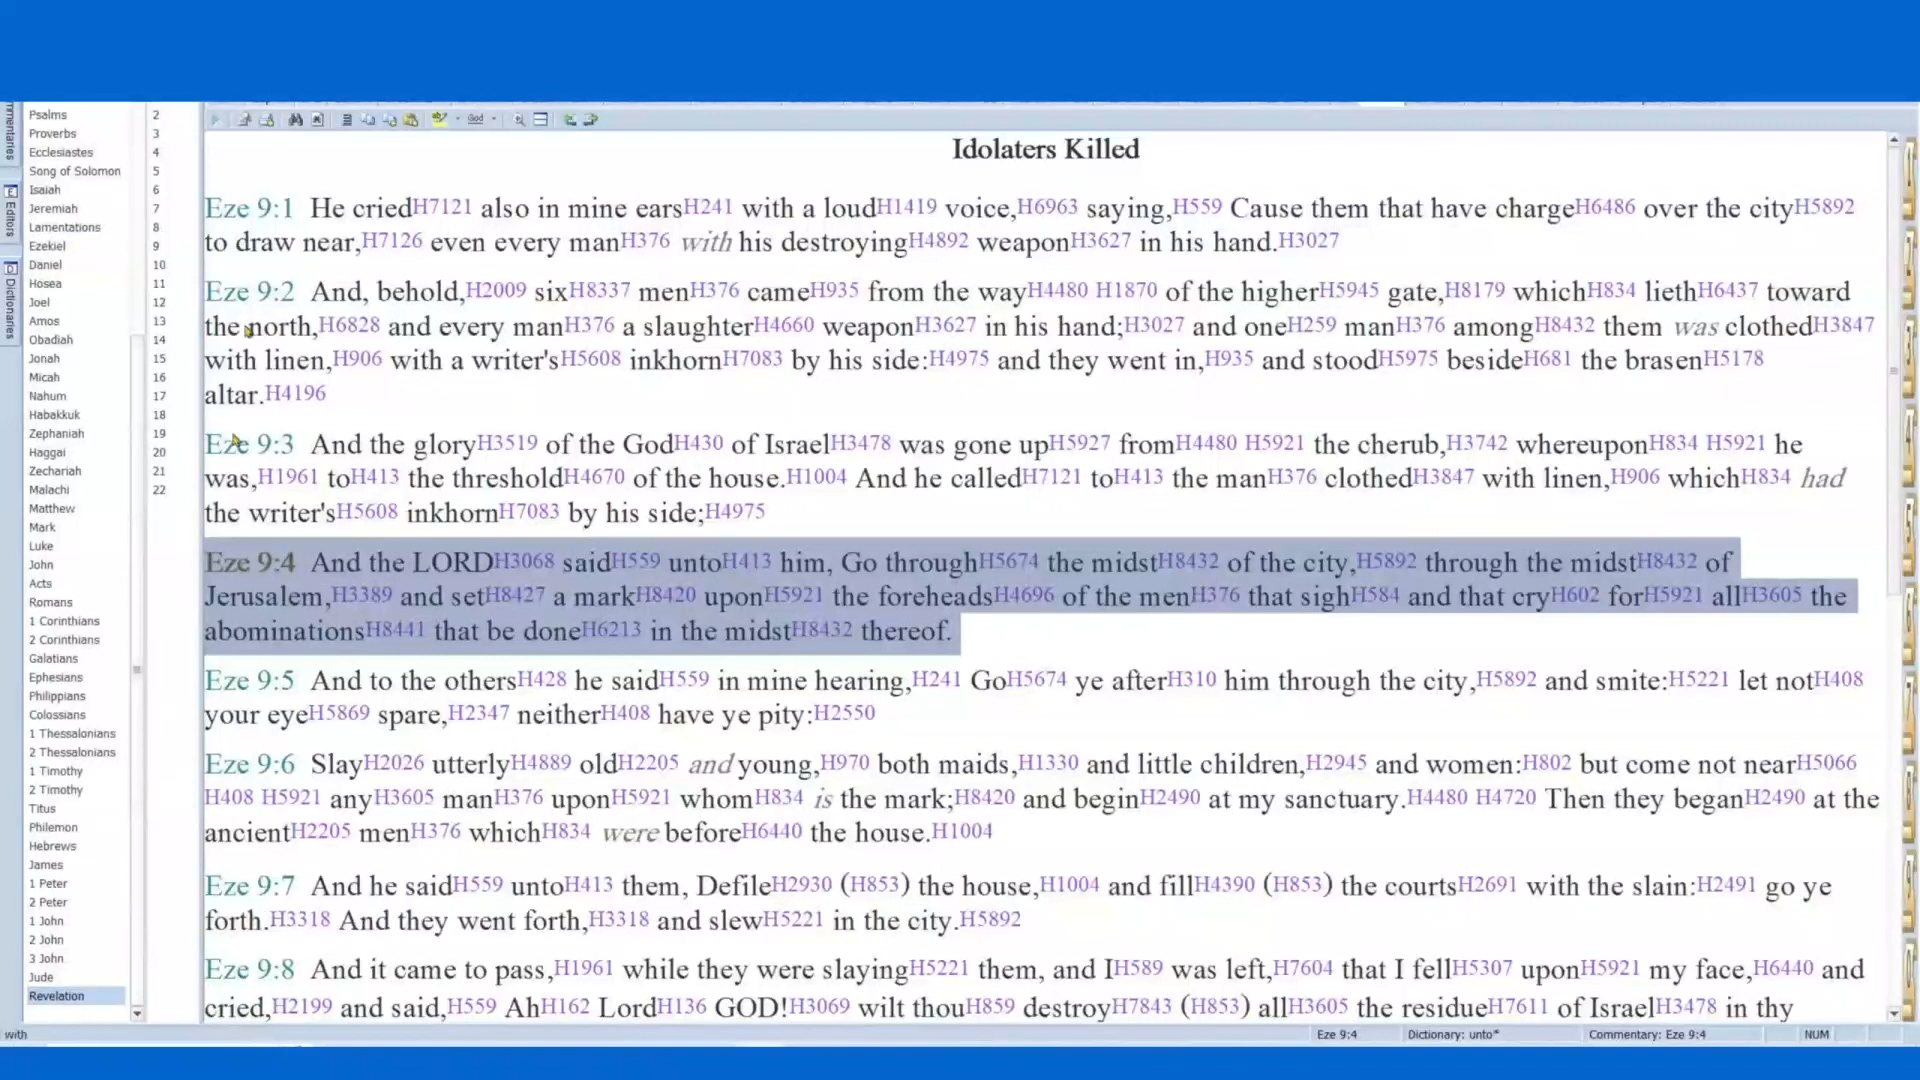 Psalms
Proverbs
Ecclesiastes
Song of Solomon
Isaiah
Jeremiah
Lamentations
Ezekiel
Daniel
Hosea
Joel
Amos
Obadiah
Jonah
Micah
Nahum
Habakkuk
Zephaniah
Haggai
Zechariah
Malachi
Matthew
Mark
Luke
John
Acts
Romans
1 Corinthians
2 Corinthians
Galatians
Ephesians
Philippians
Colossians
1 Thessalonians
2 Thessalonians
1 Timothy
2 Timothy
Titus
Philemon
Hebrews
James
1 Peter
2 Peter
1 John
2 John
3 John
Jude
Revelation
2
3
4
5
6
7
8
9
10
11
12
13
14
15
16
17
18
19
20
21
22
Editors
Dictionaries
God
Idolaters Killed
Eze 9:1 He criedH7121 also in mine earsH241 with a loudH1419 voice,H6963 saying,H559 Cause them that have chargeH6486 over the cityH5892
to draw near,H7126 even every manH376 with his destroyingH4892 weaponH3627 in his hand.H3027
Eze 9:2 And, behold,H2009 sixH8337 menH376 cameH935 from the wayH4480 H1870 of the higherH5945 gate,H8179 whichH834 liethH6437 toward
the north,H6828 and every manH376 a slaughterH4660 weaponH3627 in his hand;H3027 and oneH259 manH376 amongH8432 them was clothedH3847
with linen,H906 with a writer'sH5608 inkhornH7083 by his side:H4975 and they went in,H935 and stoodH5975 besideH681 the brasenH5178
altar.H4196
Eze 9:3 And the gloryH3519 of the GodH430 of IsraelH3478 was gone upH5927 fromH4480 H5921 the cherub,H3742 whereuponH834 H5921 he
was,H1961 toH413 the thresholdH4670 of the house.H1004 And he calledH7121 toH413 the manH376 clothedH3847 with linen,H906 whichH834 had
the writer'sH5608 inkhornH7083 by his side;H4975
Eze 9:4 And the LORDH3068 saidH559 untoH413 him, Go throughH5674 the midstH8432 of the city,H5892 through the midstH8432 of
Jerusalem,H3389 and setH8427 a markH8420 uponH5921 the foreheadsH4696 of the menH376 that sighH584 and that cryH602 forH5921 allH3605 the
abominationsH8441 that be doneH6213 in the midstH8432 thereof.
Eze 9:5 And to the othersH428 he saidH559 in mine hearing,H241 GoH5674 ye afterH310 him through the city,H5892 and smite:H5221 let notH408
your eyeH5869 spare,H2347 neitherH408 have ye pity:H2550
Eze 9:6 SlayH2026 utterlyH4889 oldH2205 and young,H970 both maids,H1330 and little children,H2945 and women:H802 but come not nearH5066
H408 H5921 anyH3605 manH376 uponH5921 whomH834 is the mark;H8420 and beginH2490 at my sanctuary.H4480 H4720 Then they beganH2490 at the
ancientH2205 menH376 whichH834 were beforeH6440 the house.H1004
Eze 9:7 And he saidH559 untoH413 them, DefileH2930 (H853) the house,H1004 and fillH4390 (H853) the courtsH2691 with the slain:H2491 go ye
forth.H3318 And they went forth,H3318 and slewH5221 in the city.H5892
Eze 9:8 And it came to pass,H1961 while they were slayingH5221 them, and IH589 was left,H7604 that I fellH5307 uponH5921 my face,H6440 and
cried,H2199 and said,H559 AhH162 LordH136 GOD!H3069 wilt thouH859 destroyH7843 (H853) allH3605 the residueH7611 of IsraelH3478 in thy
with
Eze 9:4
Dictionary: unto*
Commentary: Eze 9:4
NUM